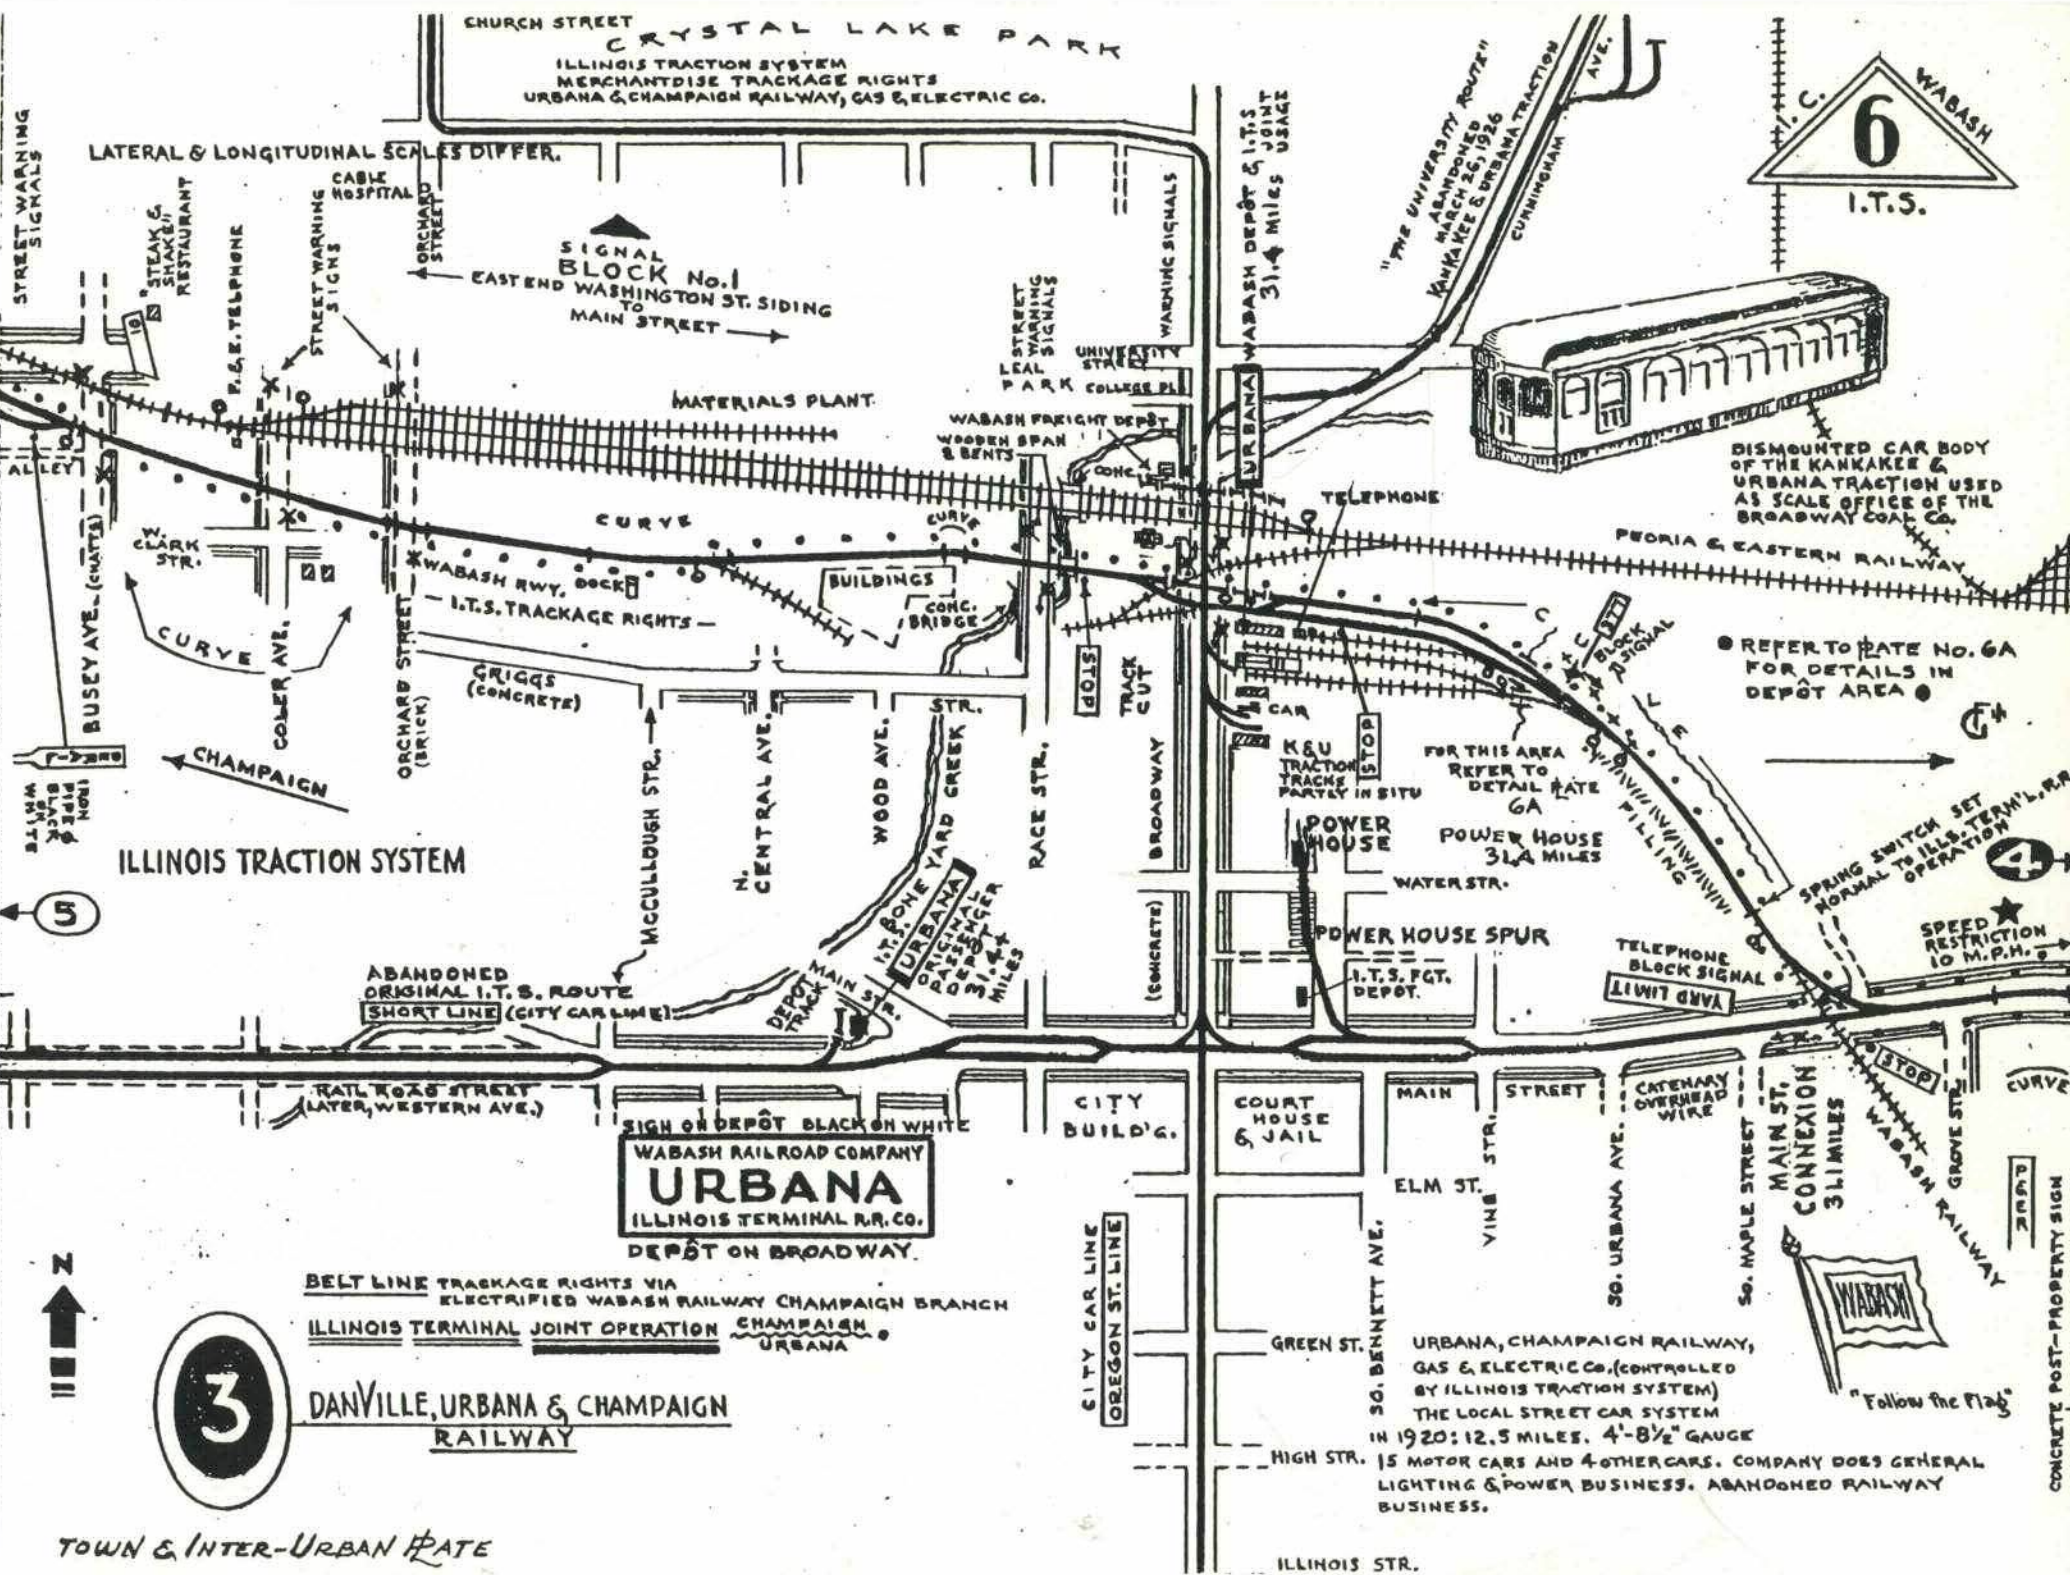 CHURCH STREET
CRYSTAL LAKE PARK
ILLINOIS TRACTION SYSTEM
MERCHANTDISE TRACKAGE RIGHTS
URBANA & CHAMPAIGN RAILWAY, GAS & ELECTRIC CO.
LATERAL & LONGITUDINAL SCALES DIFFER.
STREET WARNING
SIGNALS
"STEAK &
SHAKE"
RESTAURANT
10
P. & E. TELPHONE
STREET WARNING
SIGNS
CABLE
HOSPITAL
ORCHARD
STREET
SIGNAL
BLOCK No.1
EAST END WASHINGTON ST. SIDING
TO
MAIN STREET
WARNING SIGNALS
WABASH DEPÔT & I.T.S
31.4 MILES
JOINT
USAGE
URBANA
"THE UNIVERSITY ROUTE"
ABANDONED
MARCH 26, 1926
KANKAKEE & URBANA TRACTION
CUNNINGHAM
AVE.
I.C.
WABASH
6
I.T.S.
STREET
WARNING
SIGNALS
LEAL
PARK
UNIVERSITY
STREET
COLLEGE PL
MATERIALS PLANT
WABASH FREIGHT DEPOT
WOODEN SPAN
& BENTS
CONC.
TELEPHONE
DISMOUNTED CAR BODY
OF THE KANKAKEE &
URBANA TRACTION USED
AS SCALE OFFICE OF THE
BROADWAY COAL CO.
PEORIA & EASTERN RAILWAY
ALLEY
W.
CLARK
STR.
BUSEY AVE. (CHATTS)
CURVE
COLER AVE.
ORCHARD STREET
(BRICK)
CURVE
CURVE
WABASH RWY. DOCK
I.T.S. TRACKAGE RIGHTS
BUILDINGS
CONC.
BRIDGE
GRIGGS
(CONCRETE)
STR.
STOP
TRACK
CUT
CAR
K & U
TRACTION
TRACKS
PARTLY IN SITU
STOP
CURVE
377
BLOCK
SIGNAL
FOR THIS AREA
REFER TO
DETAIL PLATE
6A
REFER TO PLATE NO. 6A
FOR DETAILS IN
DEPÔT AREA
FILLING
IRON
PIPE
BLACK
ON
WHITE
CHAMPAIGN
ILLINOIS TRACTION SYSTEM
5
MCCULLOUGH STR.
N.
CENTRAL AVE.
WOOD AVE.
BONE YARD CREEK
RACE STR.
BROADWAY
(CONCRETE)
POWER
HOUSE
POWER HOUSE
31.4 MILES
WATER STR.
POWER HOUSE SPUR
I.T.S. FGT.
DEPOT.
SPRING SWITCH SET
NORMAL TO ILLS. TERM'L. R.R.
OPERATION
4
SPEED
RESTRICTION
10 M.P.H.
TELEPHONE
BLOCK SIGNAL
YARD LIMIT
I.T.S.
URBANA
ORIGINAL
PASSENGER
DEPOT
31.44
MILES
MAIN STR.
DEPOT
TRACK
ABANDONED
ORIGINAL I.T.S. ROUTE
SHORT LINE (CITY CAR LINE)
RAIL ROAD STREET
(LATER, WESTERN AVE.)
CITY
BUILD'G.
COURT
HOUSE
& JAIL
MAIN STREET
CATENARY
OVERHEAD
WIRE
STOP
CURVE
SIGN ON DEPÔT BLACK ON WHITE
WABASH RAILROAD COMPANY
URBANA
ILLINOIS TERMINAL R.R. CO.
DEPÔT ON BROADWAY.
ELM ST.
VINE STR.
SO. URBANA AVE.
SO. MAPLE STREET
MAIN ST.
CONNEXION
31 MILES
WABASH RAILWAY
GROVE STR.
CONCRETE POST—PROPERTY SIGN
N
BELT LINE TRACKAGE RIGHTS VIA
ELECTRIFIED WABASH RAILWAY CHAMPAIGN BRANCH
ILLINOIS TERMINAL JOINT OPERATION CHAMPAIGN
URBANA
3
DANVILLE, URBANA & CHAMPAIGN
RAILWAY
CITY CAR LINE
OREGON ST. LINE
SO. BENNETT AVE.
GREEN ST.
HIGH STR.
ILLINOIS STR.
WABASH
"Follow the Flag"
URBANA, CHAMPAIGN RAILWAY,
GAS & ELECTRIC CO. (CONTROLLED
BY ILLINOIS TRACTION SYSTEM)
THE LOCAL STREET CAR SYSTEM
IN 1920: 12.5 MILES. 4'-8½" GAUGE
15 MOTOR CARS AND 4 OTHER CARS. COMPANY DOES GENERAL
LIGHTING & POWER BUSINESS. ABANDONED RAILWAY
BUSINESS.
TOWN & INTER-URBAN PLATE